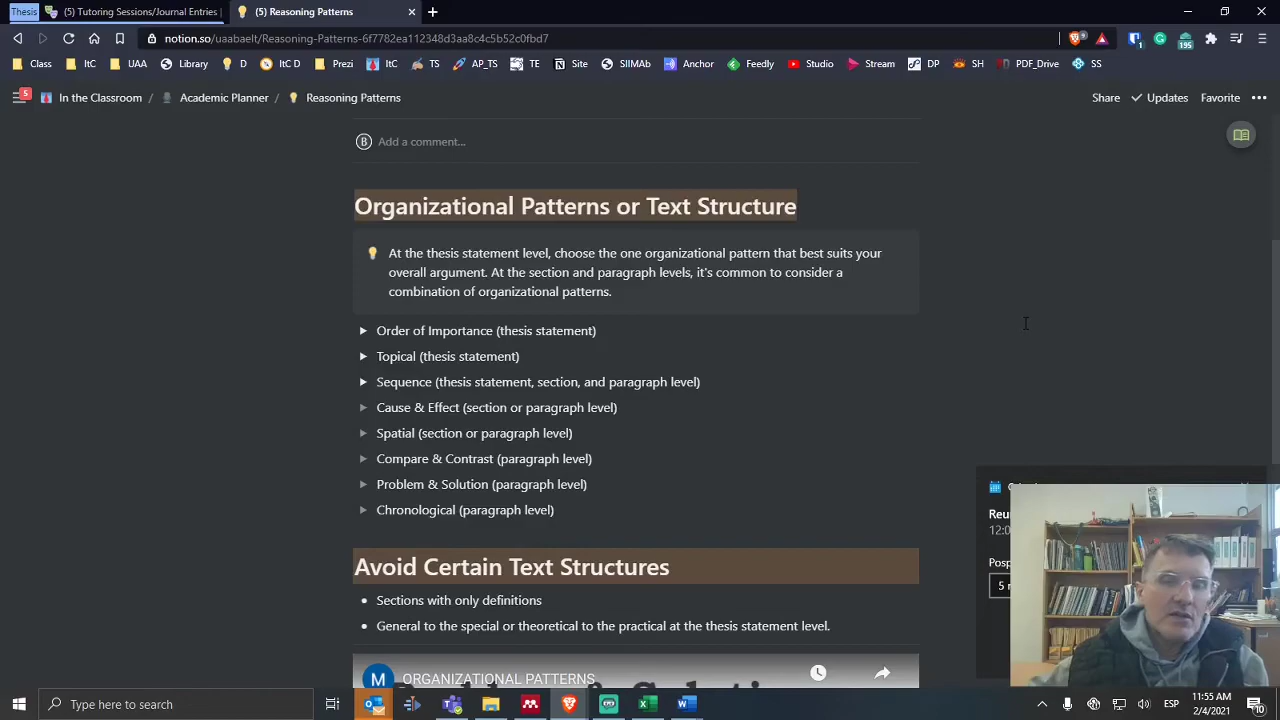 Thesis
(5) Tutoring Sessions/Journal Entries
(5) Reasoning Patterns
notion.so/uaabaelt/Reasoning-Patterns-6f7782ea112348d3aa8c4c5b52c0fbd7
Class ItC UAA Library D ItC D Prezi ItC TS AP_TS TE Site SIIMAb Anchor Feedly Studio Stream DP SH PDF_Drive SS
5 In the Classroom / Academic Planner / Reasoning Patterns
Share Updates Favorite
B Add a comment...
Organizational Patterns or Text Structure
At the thesis statement level, choose the one organizational pattern that best suits your
overall argument. At the section and paragraph levels, it's common to consider a
combination of organizational patterns.
Order of Importance (thesis statement)
Topical (thesis statement)
Sequence (thesis statement, section, and paragraph level)
Cause & Effect (section or paragraph level)
Spatial (section or paragraph level)
Compare & Contrast (paragraph level)
Problem & Solution (paragraph level)
Chronological (paragraph level)
Avoid Certain Text Structures
Sections with only definitions
General to the special or theoretical to the practical at the thesis statement level.
M ORGANIZATIONAL PATTERNS
Type here to search
ESP
11:55 AM
2/4/2021
10